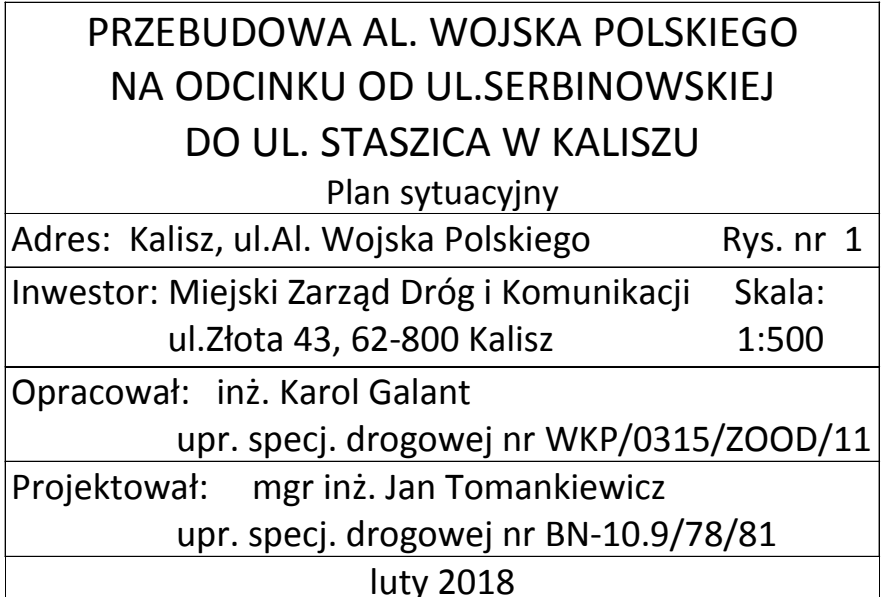 PRZEBUDOWA AL. WOJSKA POLSKIEGO
NA ODCINKU OD UL.SERBINOWSKIEJ
DO UL. STASZICA W KALISZU
Plan sytuacyjny
Adres: Kalisz, ul.Al. Wojska Polskiego Rys. nr 1
Inwestor: Miejski Zarząd Dróg i Komunikacji Skala:
ul.Złota 43, 62-800 Kalisz 1:500
Opracował: inż. Karol Galant
upr. specj. drogowej nr WKP/0315/ZOOD/11
Projektował: mgr inż. Jan Tomankiewicz
upr. specj. drogowej nr BN-10.9/78/81
luty 2018